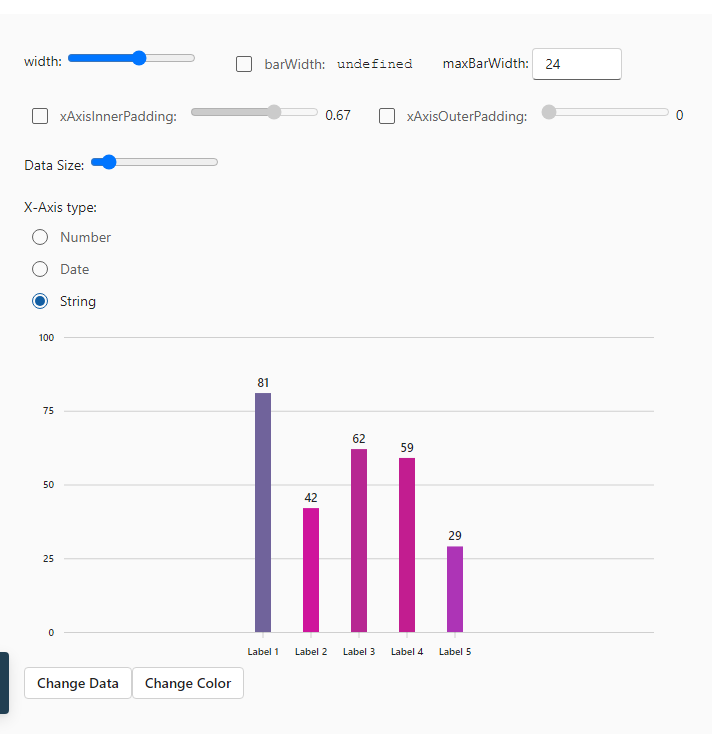 width: barWidth: undefined maxBarWidth: 24
xAxisInnerPadding: 0.67 xAxisOuterPadding: 0
Data Size:
X-Axis type:
Number
Date
String
100
81
75
62
59
50
42
29
25
0
Label 1 Label 2 Label 3 Label 4 Label 5
Change Data Change Color